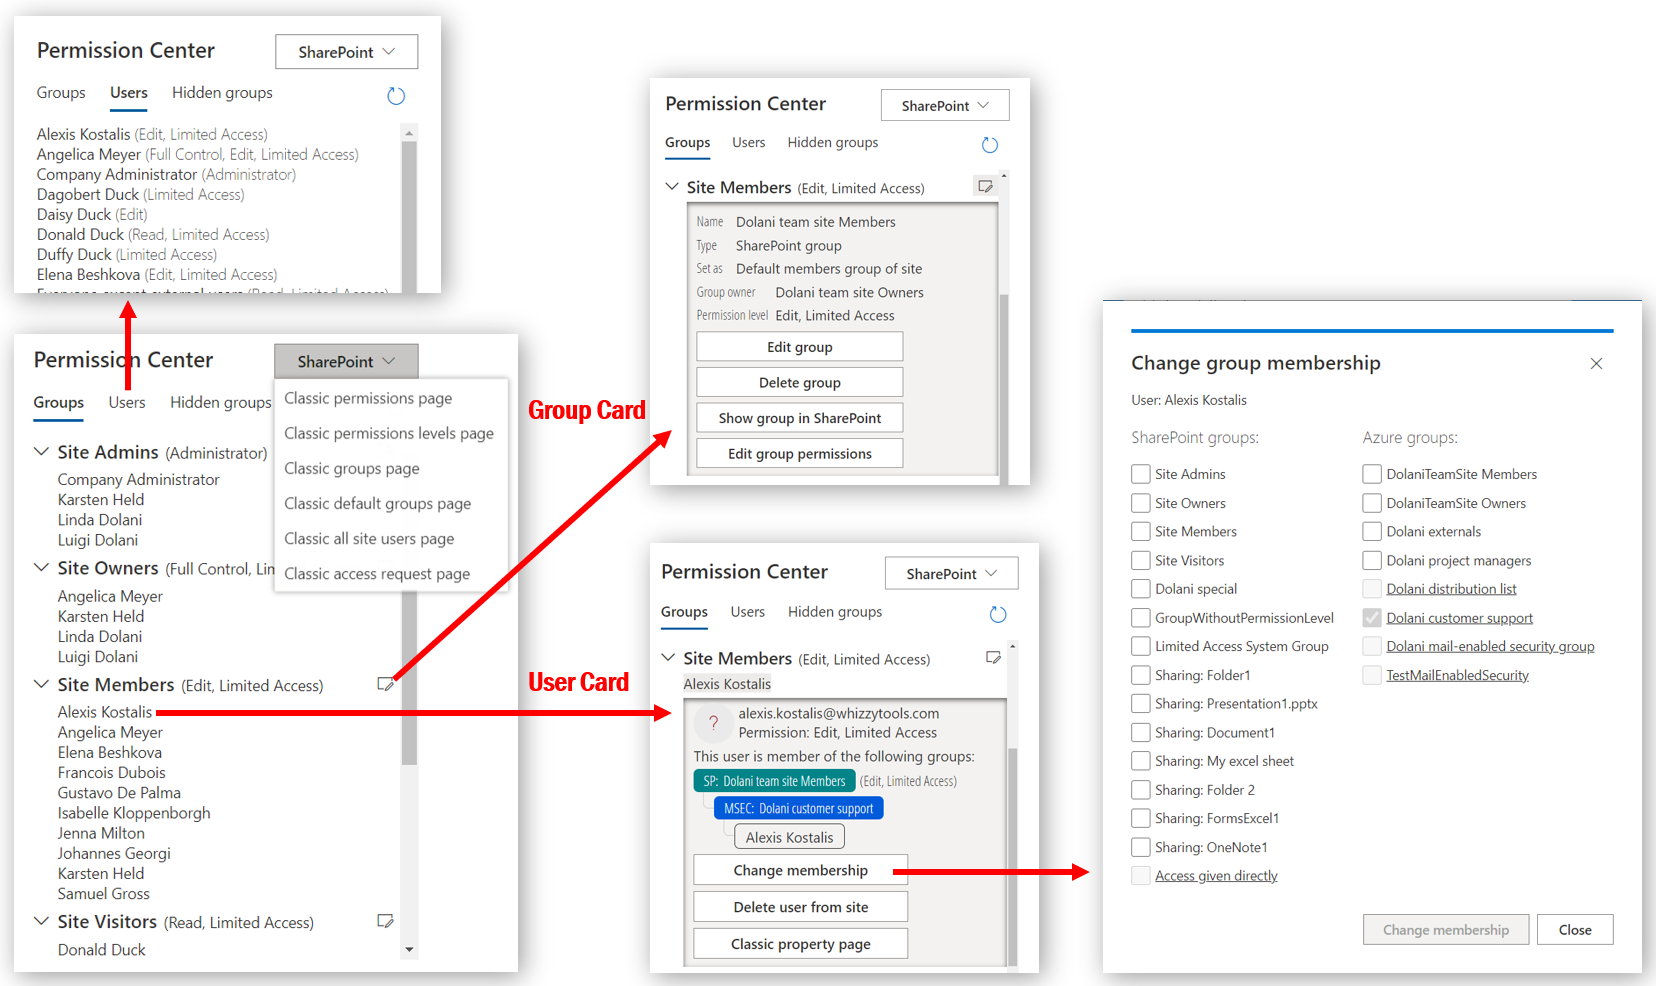 Permission Center
SharePoint
Groups Users Hidden groups
Alexis Kostalis (Edit, Limited Access)
Angelica Meyer (Full Control, Edit, Limited Access)
Company Administrator (Administrator)
Dagobert Duck (Limited Access)
Daisy Duck (Edit)
Donald Duck (Read, Limited Access)
Duffy Duck (Limited Access)
Elena Beshkova (Edit, Limited Access)
Everyone except external users (Read, Limited Access)
Permission Center
SharePoint
Groups Users Hidden groups
Classic permissions page
Classic permissions levels page
Classic groups page
Classic default groups page
Classic all site users page
Classic access request page
Site Admins (Administrator)
Company Administrator
Karsten Held
Linda Dolani
Luigi Dolani
Site Owners (Full Control, Lim
Angelica Meyer
Karsten Held
Linda Dolani
Luigi Dolani
Site Members (Edit, Limited Access)
Alexis Kostalis
Angelica Meyer
Elena Beshkova
Francois Dubois
Gustavo De Palma
Isabelle Kloppenborgh
Jenna Milton
Johannes Georgi
Karsten Held
Samuel Gross
Site Visitors (Read, Limited Access)
Donald Duck
Group Card
User Card
Permission Center
SharePoint
Groups Users Hidden groups
Site Members (Edit, Limited Access)
Name Dolani team site Members
Type SharePoint group
Set as Default members group of site
Group owner Dolani team site Owners
Permission level Edit, Limited Access
Edit group
Delete group
Show group in SharePoint
Edit group permissions
Permission Center
SharePoint
Groups Users Hidden groups
Site Members (Edit, Limited Access)
Alexis Kostalis
?
alexis.kostalis@whizzytools.com
Permission: Edit, Limited Access
This user is member of the following groups:
SP: Dolani team site Members (Edit, Limited Access)
MSEC: Dolani customer support
Alexis Kostalis
Change membership
Delete user from site
Classic property page
Change group membership
User: Alexis Kostalis
SharePoint groups:
Site Admins
Site Owners
Site Members
Site Visitors
Dolani special
GroupWithoutPermissionLevel
Limited Access System Group
Sharing: Folder1
Sharing: Presentation1.pptx
Sharing: Document1
Sharing: My excel sheet
Sharing: Folder 2
Sharing: FormsExcel1
Sharing: OneNote1
Access given directly
Azure groups:
DolaniTeamSite Members
DolaniTeamSite Owners
Dolani externals
Dolani project managers
Dolani distribution list
Dolani customer support
Dolani mail-enabled security group
TestMailEnabledSecurity
Change membership
Close